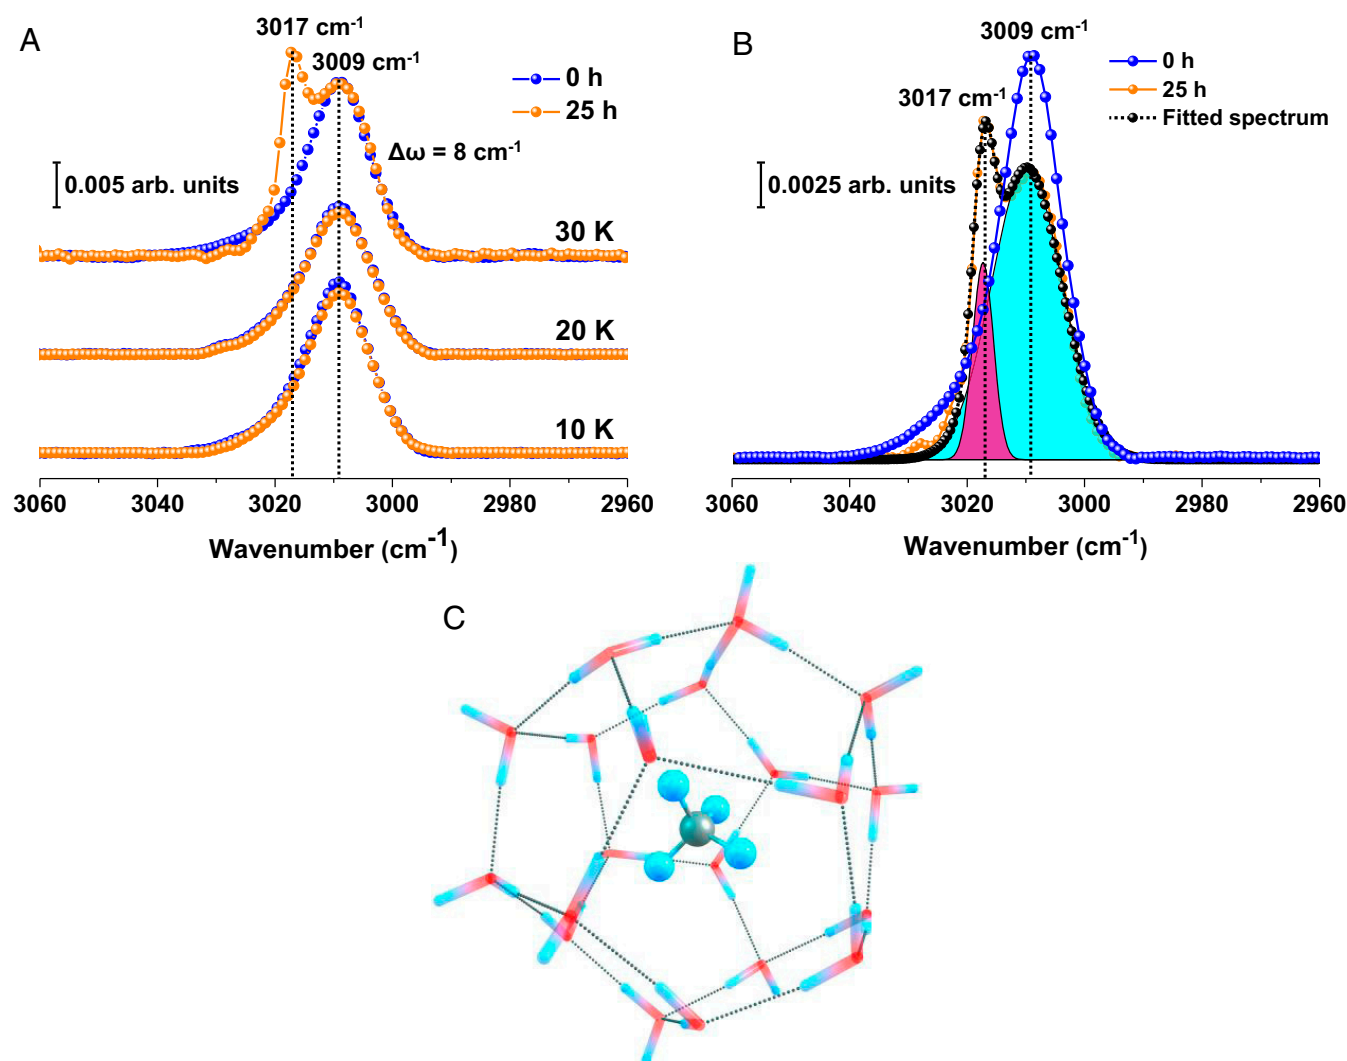 A
3017 cm⁻¹
3009 cm⁻¹
0 h
25 h
Δω = 8 cm⁻¹
0.005 arb. units
30 K
20 K
10 K
3060 3040 3020 3000 2980 2960
Wavenumber (cm⁻¹)
B
3009 cm⁻¹
0 h
25 h
Fitted spectrum
3017 cm⁻¹
0.0025 arb. units
3060 3040 3020 3000 2980 2960
Wavenumber (cm⁻¹)
C